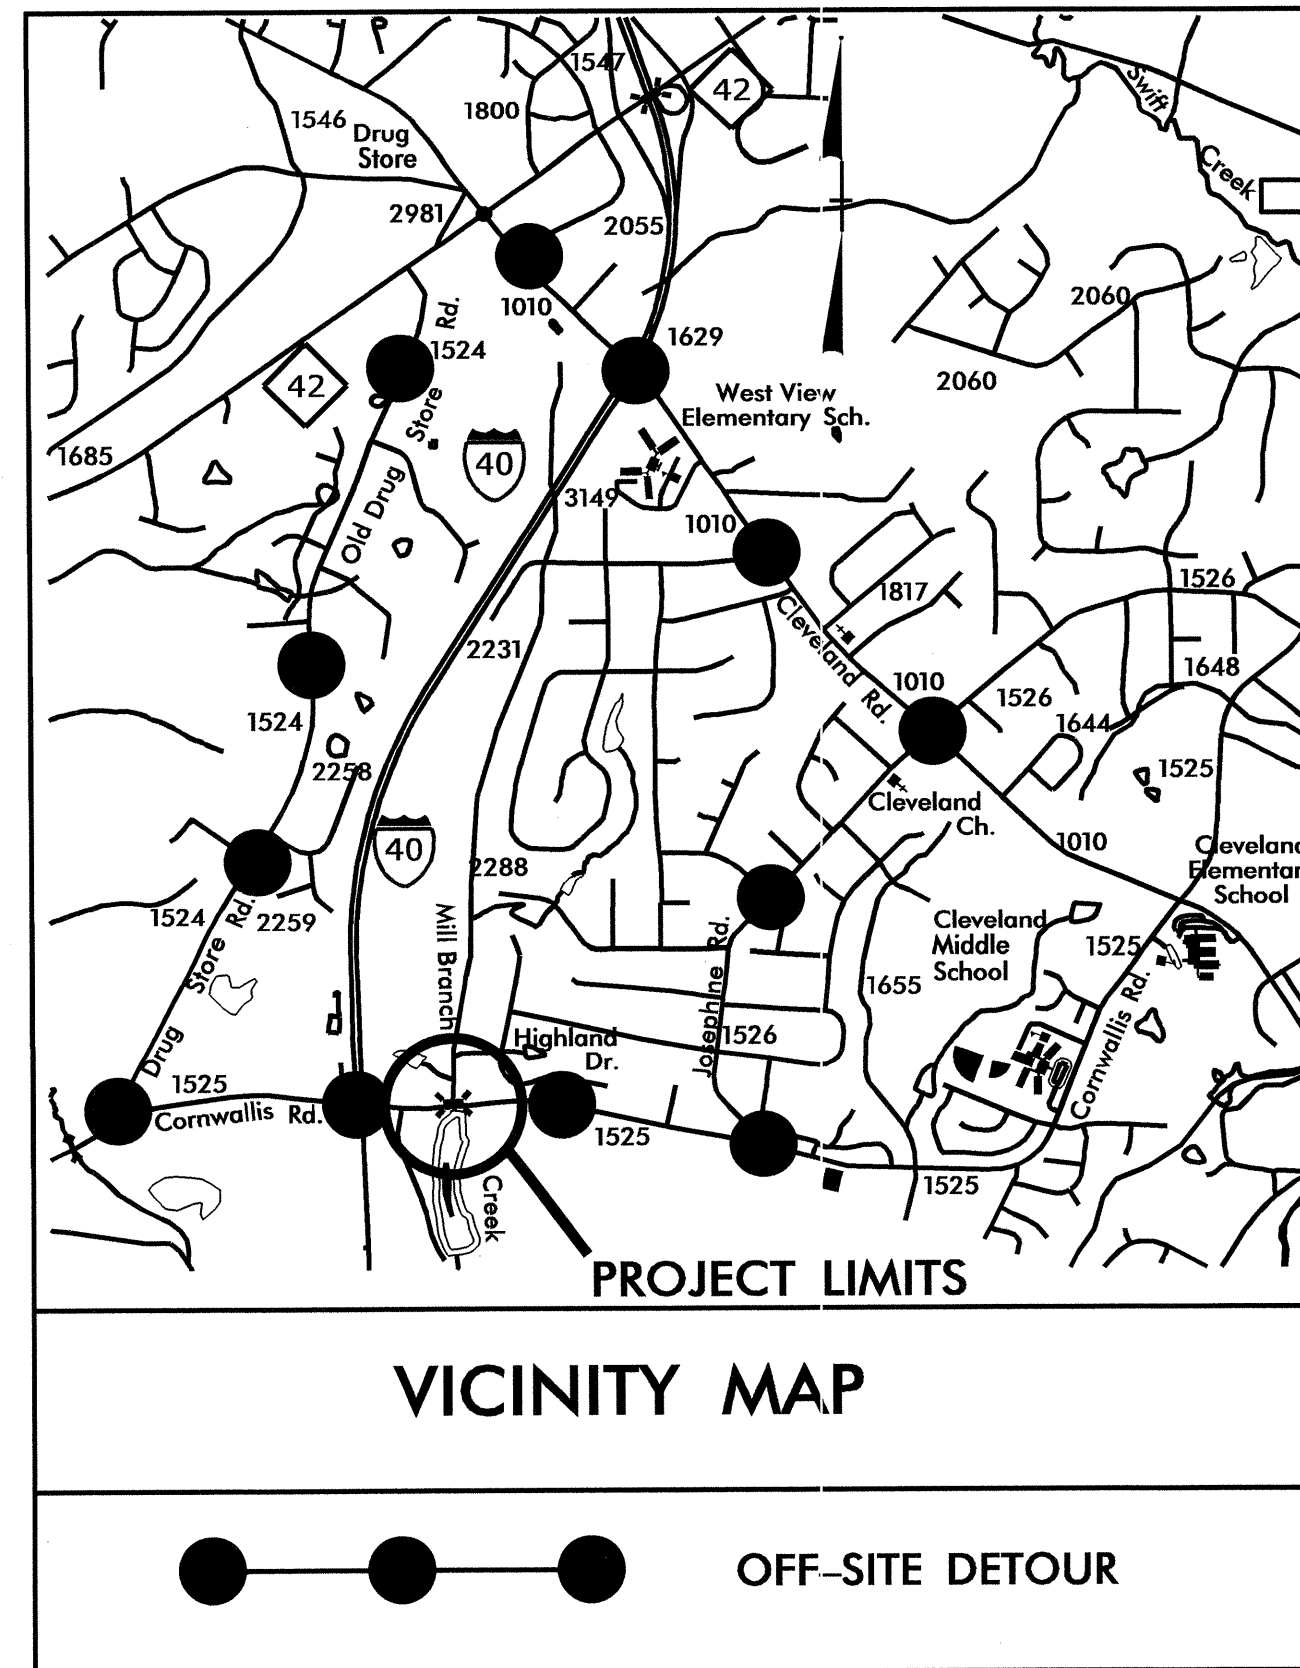 1547
42
Swift
1800
1546
Drug
Store
Creek
2981
2055
1010
2060
Rd.
1629
1524
42
2060
West View
Elementary Sch.
Store
1685
40
3149
1010
Old Drug
1526
1817
Cleveland Rd.
2231
1648
1010
1526
1524
1644
2258
1525
Cleveland
Ch.
40
1010
Cleveland
Elementar
School
2288
1524
Rd.
2259
Mill Branch
Cleveland
Middle
School
Josephine Rd.
1525
Store
1655
Cornwallis Rd.
Drug
Highland
Dr.
1526
1525
Cornwallis Rd.
1525
Creek
1525
PROJECT LIMITS
VICINITY MAP
OFF-SITE DETOUR